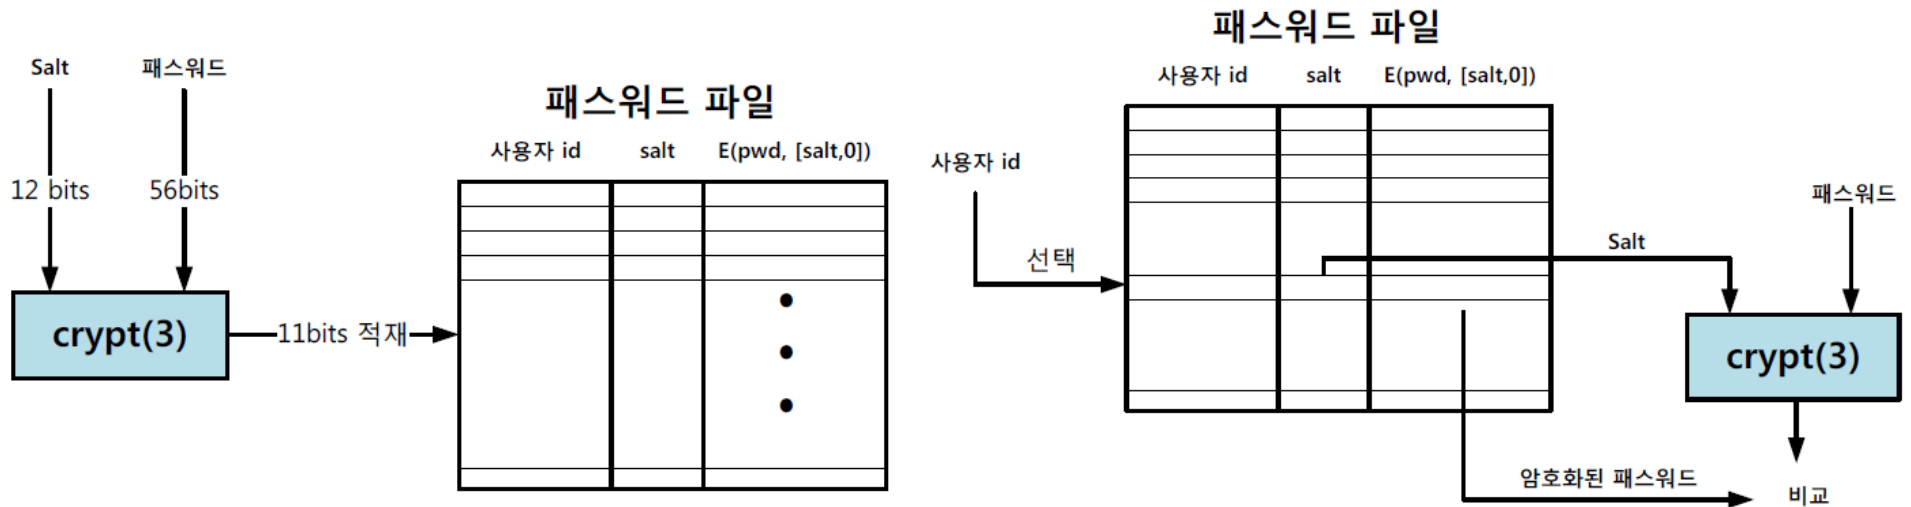 Salt
패스워드
12 bits
56bits
crypt(3)
11bits 적재
패스워드 파일
사용자 id
salt
E(pwd, [salt,0])
패스워드 파일
사용자 id
salt
E(pwd, [salt,0])
사용자 id
선택
Salt
패스워드
crypt(3)
암호화된 패스워드
비교